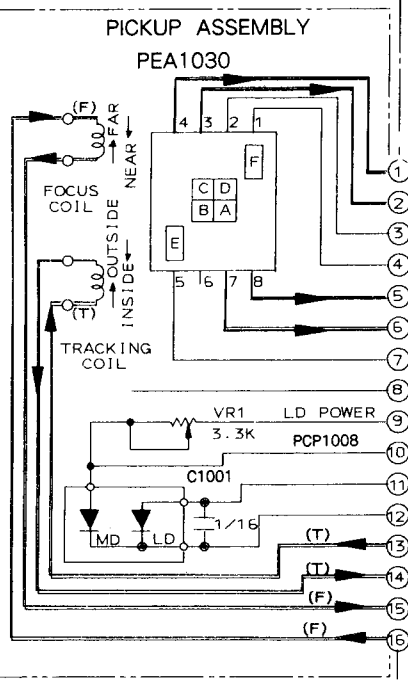 PICKUP ASSEMBLY
PEA1030
(F)
FAR
NEAR
FOCUS
COIL
OUTSIDE
INSIDE
(T)
TRACKING
COIL
4 3 2 1
F
C D
B A
E
5 6 7 8
1
2
3
4
5
6
7
8
VR1 LD POWER 9
3.3K
PCP1008 10
C1001
11
1/16
12
MD LD
(T) 13
(T) 14
(F) 15
(F) 16